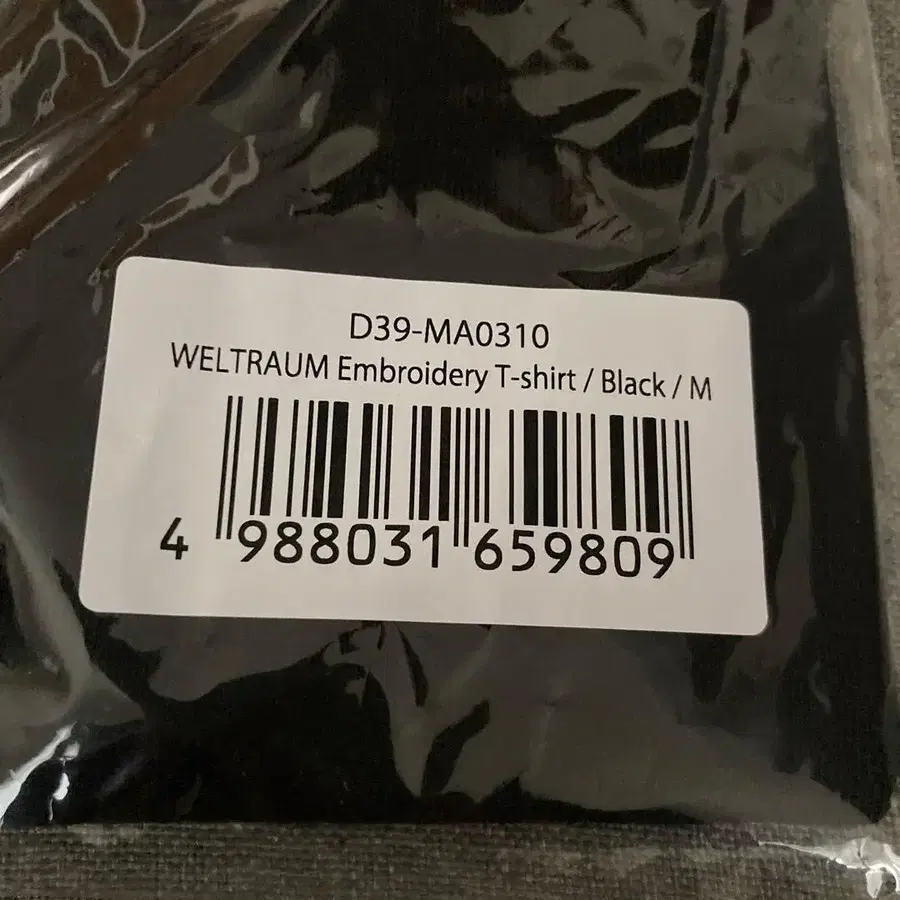 D39-MA0310
WELTRAUM Embroidery T-shirt / Black / M
4 988031 659809